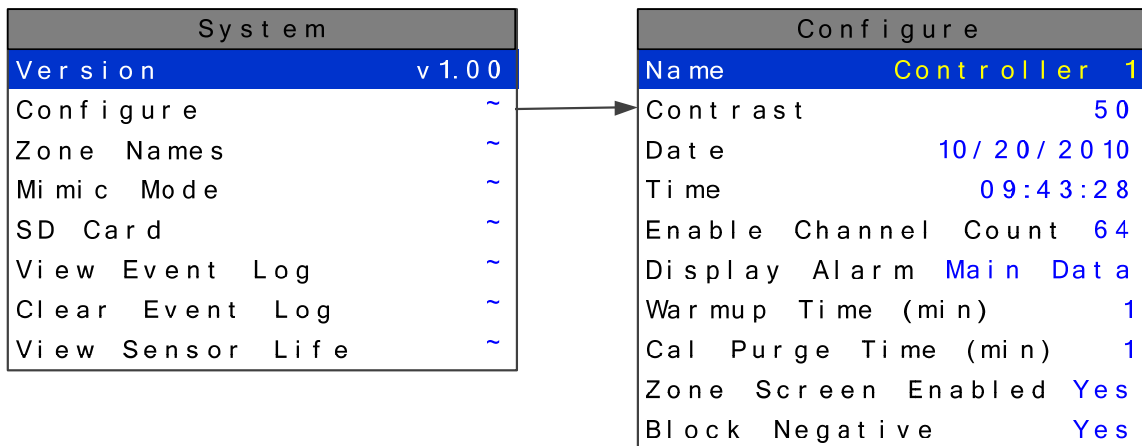 System
Version v1.00
Configure ~
Zone Names ~
Mimic Mode ~
SD Card ~
View Event Log ~
Clear Event Log ~
View Sensor Life ~
Configure
Name Controller 1
Contrast 50
Date 10/20/2010
Time 09:43:28
Enable Channel Count 64
Display Alarm Main Data
Warmup Time (min) 1
Cal Purge Time (min) 1
Zone Screen Enabled Yes
Block Negative Yes